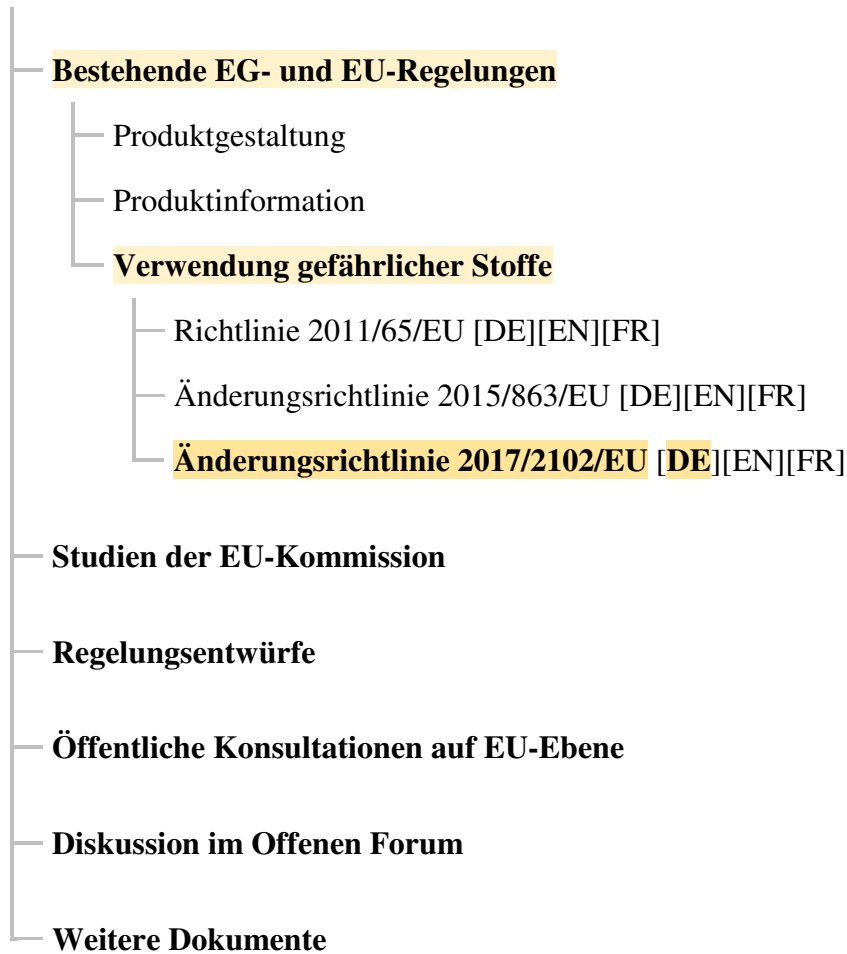 Bestehende EG- und EU-Regelungen
Produktgestaltung
Produktinformation
Verwendung gefährlicher Stoffe
Richtlinie 2011/65/EU [DE][EN][FR]
Änderungsrichtlinie 2015/863/EU [DE][EN][FR]
Änderungsrichtlinie 2017/2102/EU [DE][EN][FR]
Studien der EU-Kommission
Regelungsentwürfe
Öffentliche Konsultationen auf EU-Ebene
Diskussion im Offenen Forum
Weitere Dokumente